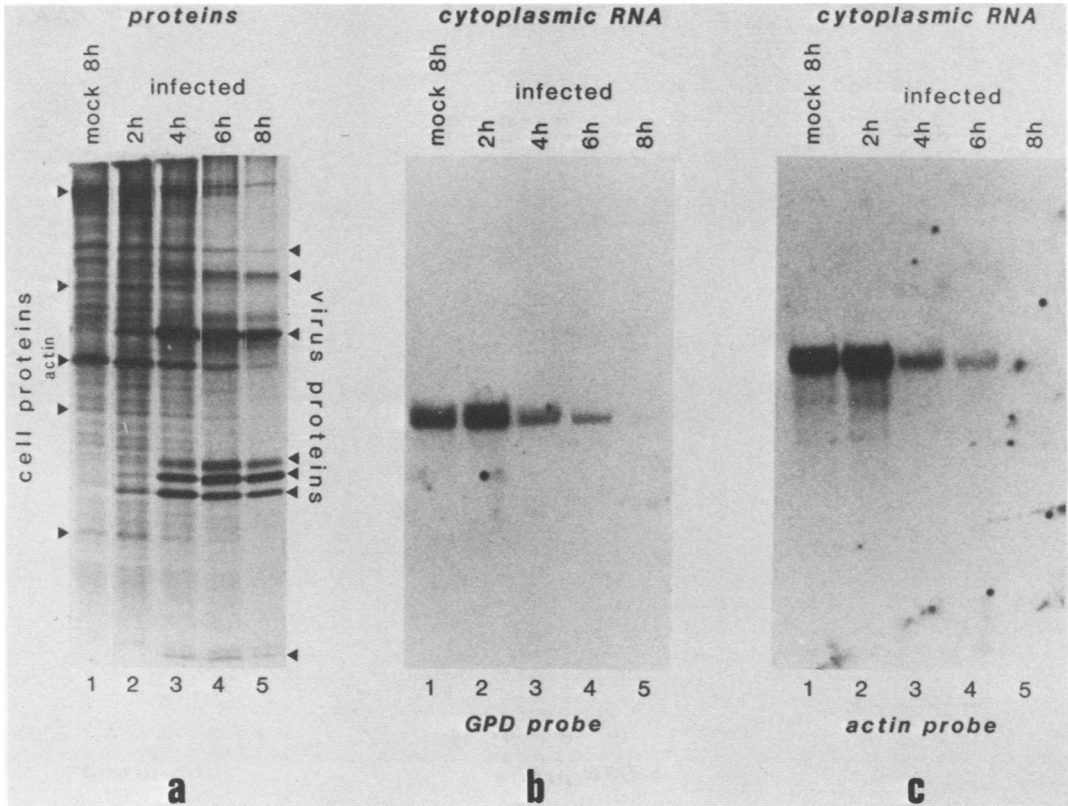 proteins
mock 8h
infected
2h
4h
6h
8h
cell proteins
actin
virus proteins
1 2 3 4 5
a
cytoplasmic RNA
mock 8h
infected
2h
4h
6h
8h
1 2 3 4 5
GPD probe
b
cytoplasmic RNA
mock 8h
infected
2h
4h
6h
8h
1 2 3 4 5
actin probe
c